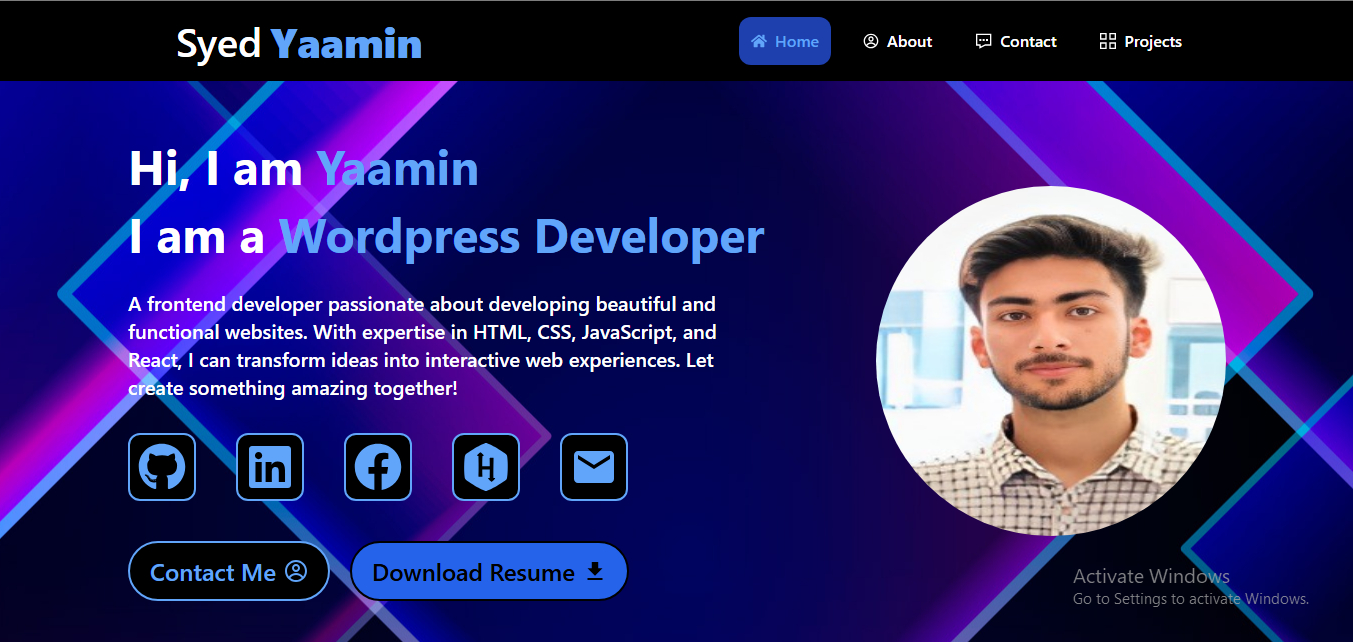 Syed Yaamin
Home
About
Contact
Projects
Hi, I am Yaamin
I am a Wordpress Developer
A frontend developer passionate about developing beautiful and
functional websites. With expertise in HTML, CSS, JavaScript, and
React, I can transform ideas into interactive web experiences. Let
create something amazing together!
in
H
Contact Me
Download Resume
Activate Windows
Go to Settings to activate Windows.